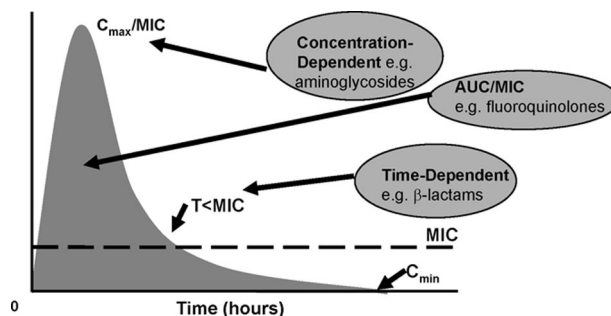 Cmax/MIC
Concentration-
Dependent e.g.
aminoglycosides
AUC/MIC
e.g. fluoroquinolones
Time-Dependent
e.g. β-lactams
T<MIC
MIC
Cmin
0
Time (hours)